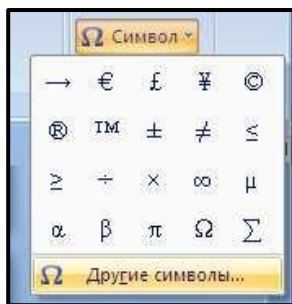 Ω Символ
→ € £ ¥ ©
® ™ ± ≠ ≤
≥ ÷ × ∞ µ
α β π Ω Σ
Ω Другие символы...